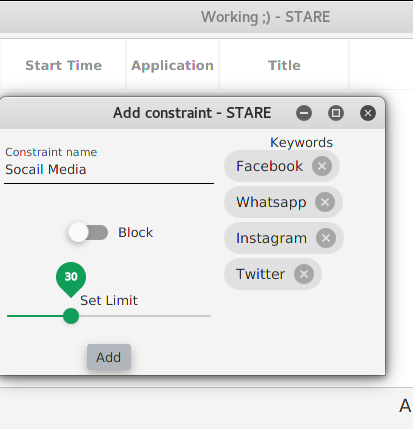 Working ;) - STARE
Start Time Application Title
Add constraint - STARE
Keywords
Constraint name
Socail Media
Facebook
Whatsapp
Block
Instagram
Twitter
30
Set Limit
Add
A